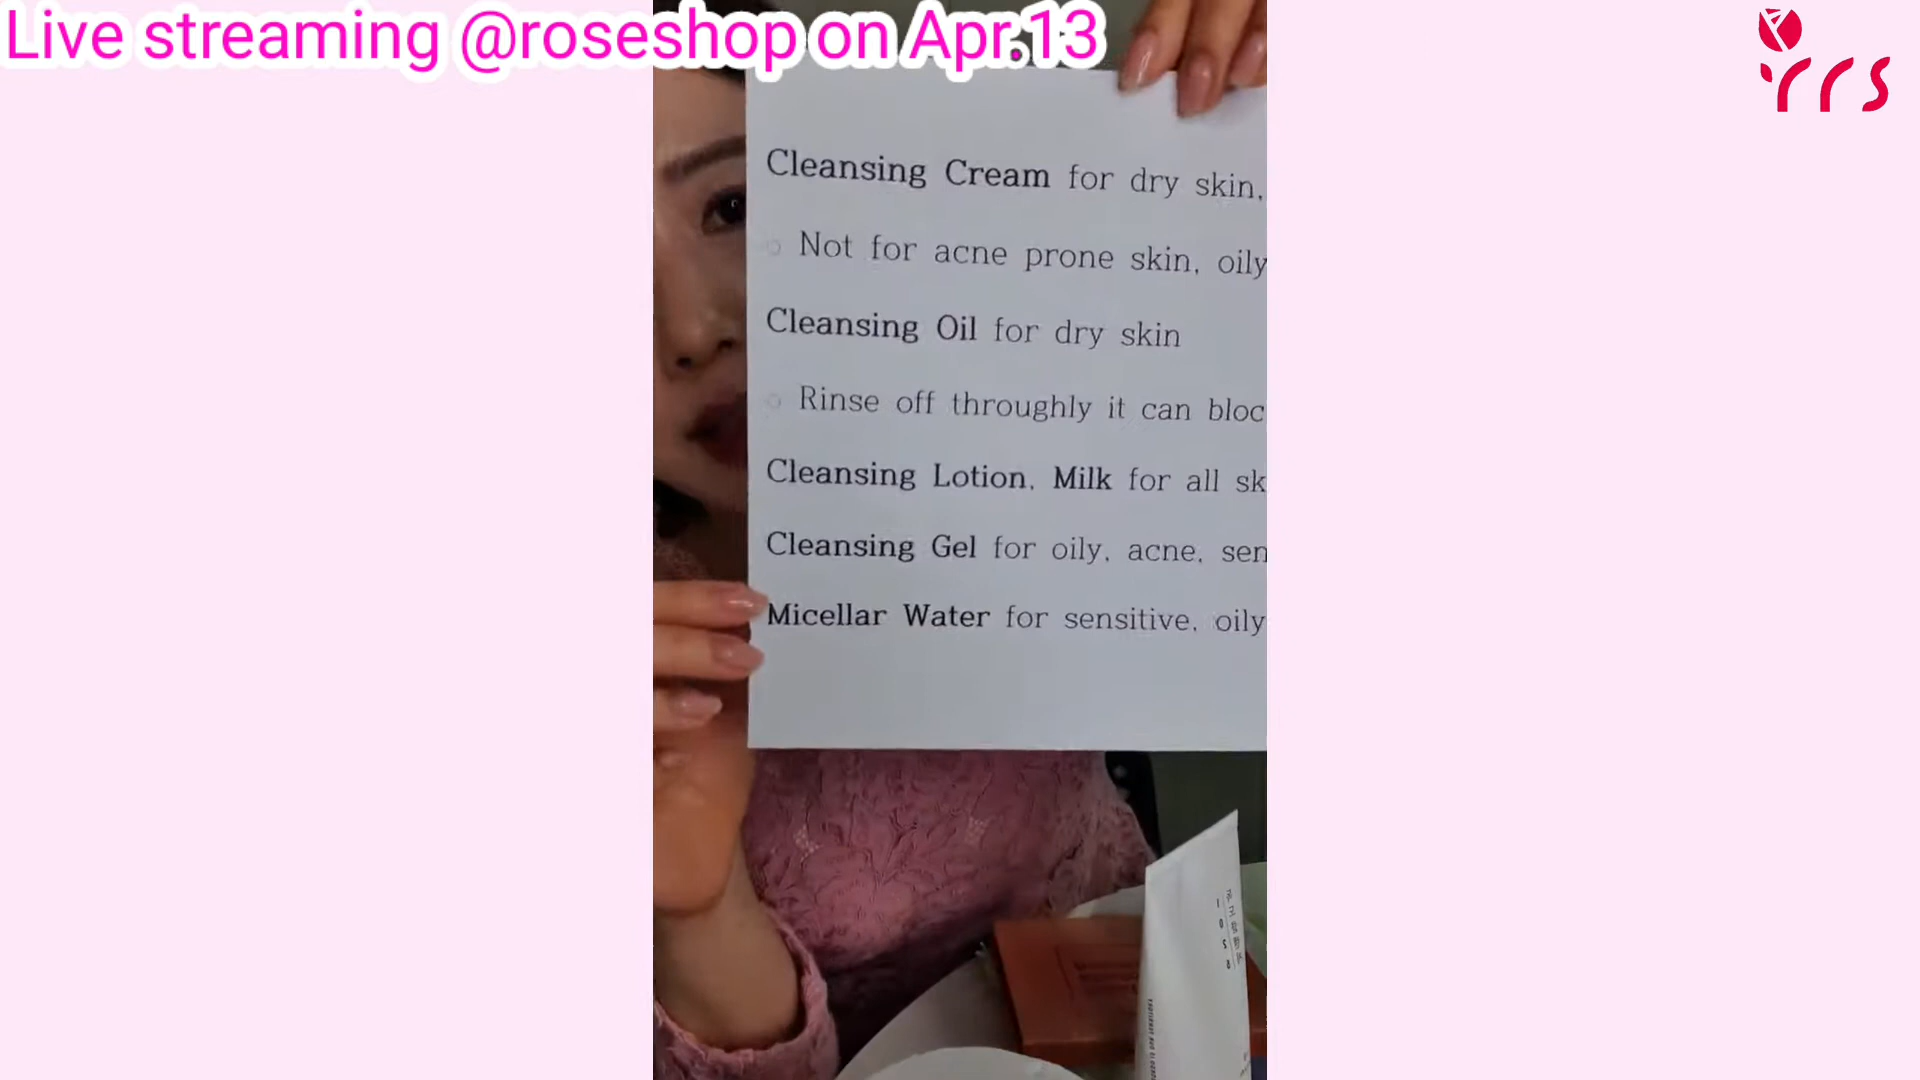 Live streaming @roseshop on Apr.13
rrs
Cleansing Cream for dry skin,
Not for acne prone skin, oily
Cleansing Oil for dry skin
Rinse off throughly it can bloc
Cleansing Lotion, Milk for all sk
Cleansing Gel for oily, acne, sen
Micellar Water for sensitive, oily